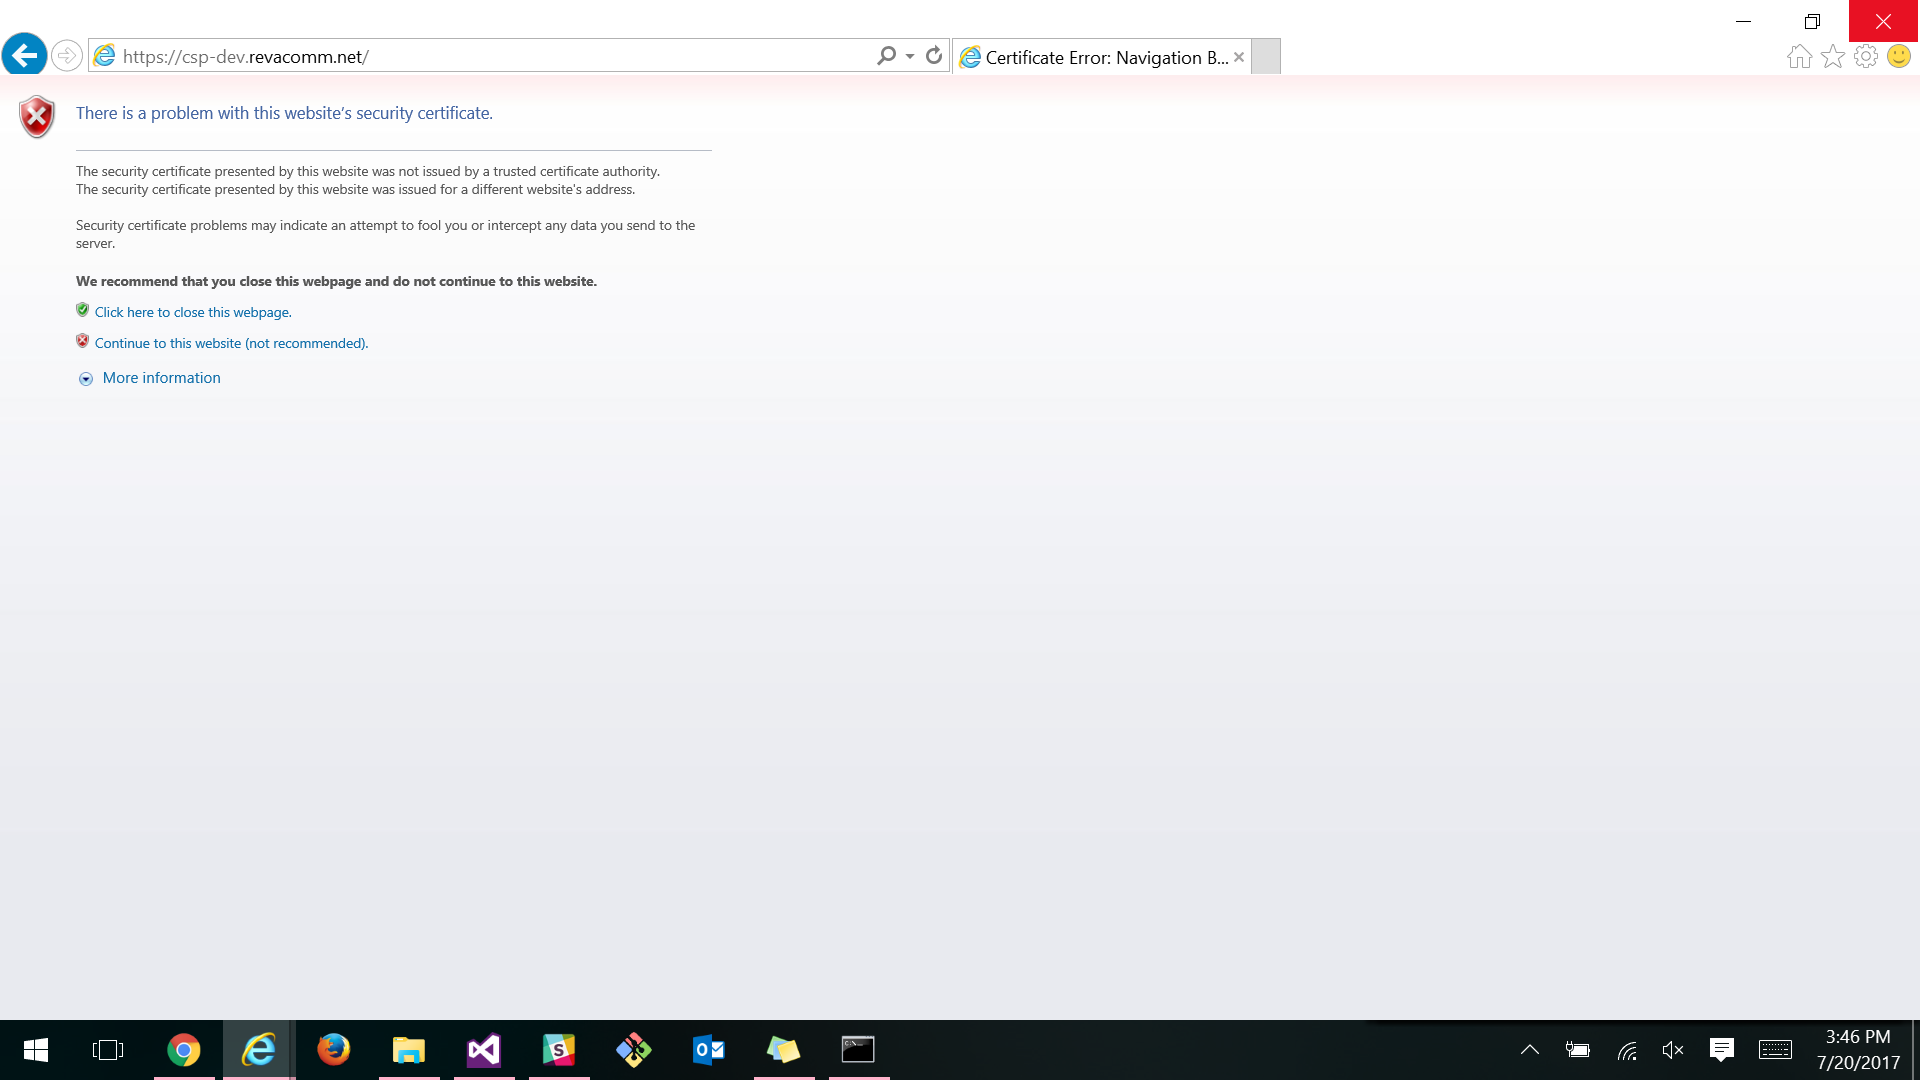 https://csp-dev.revacomm.net/
Certificate Error: Navigation B...
There is a problem with this website's security certificate.
The security certificate presented by this website was not issued by a trusted certificate authority.
The security certificate presented by this website was issued for a different website's address.
Security certificate problems may indicate an attempt to fool you or intercept any data you send to the
server.
We recommend that you close this webpage and do not continue to this website.
Click here to close this webpage.
Continue to this website (not recommended).
More information
3:46 PM
7/20/2017